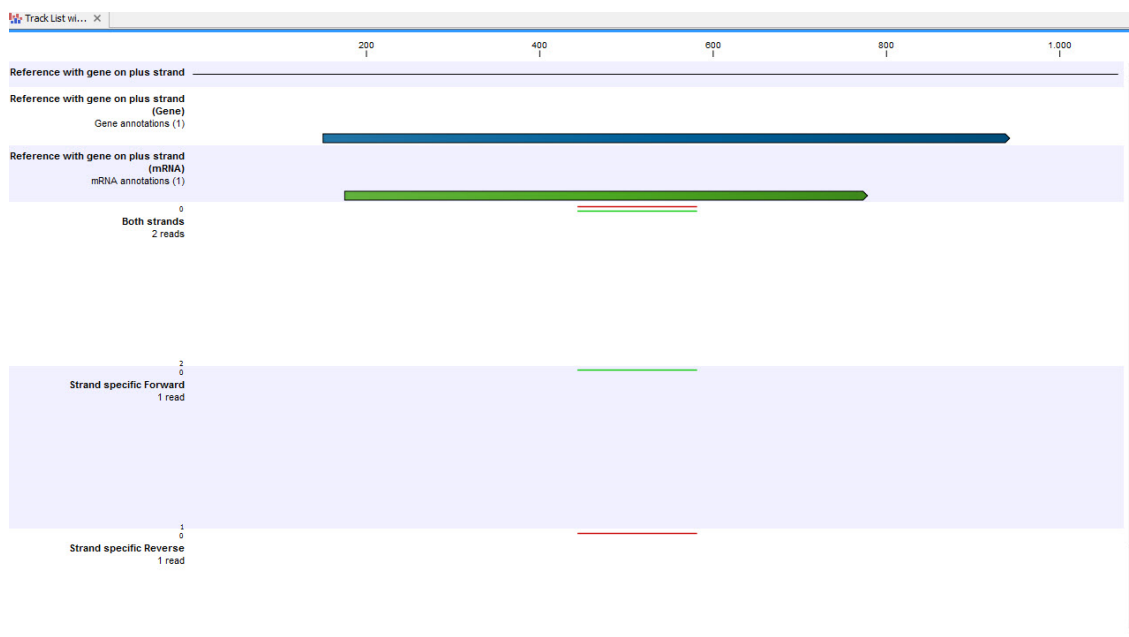 Track List wi...
200 400 600 800 1.000
Reference with gene on plus strand
Reference with gene on plus strand
(Gene)
Gene annotations (1)
Reference with gene on plus strand
(mRNA)
mRNA annotations (1)
0
Both strands
2 reads
2
0
Strand specific Forward
1 read
1
0
Strand specific Reverse
1 read